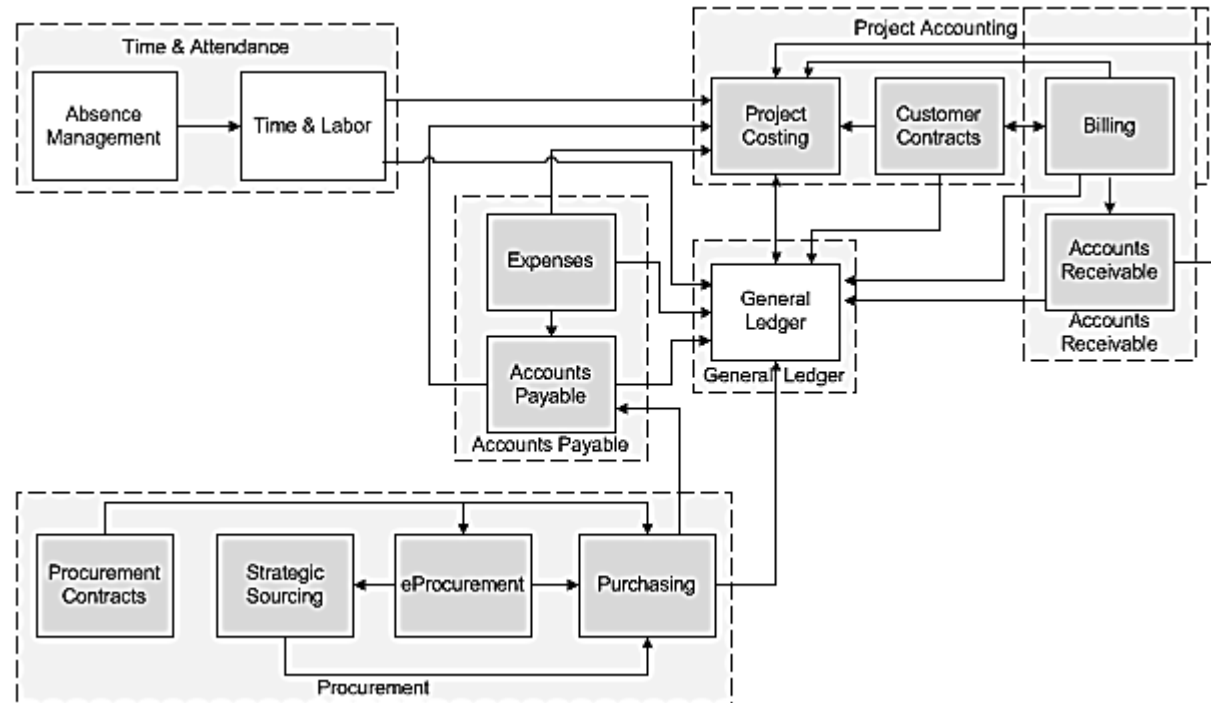 Time & Attendance
Absence
Management
Time & Labor
Project Accounting
Project
Costing
Customer
Contracts
Billing
Accounts
Receivable
Accounts
Receivable
Expenses
General
Ledger
General Ledger
Accounts
Payable
Accounts Payable
Procurement
Contracts
Strategic
Sourcing
eProcurement
Purchasing
Procurement